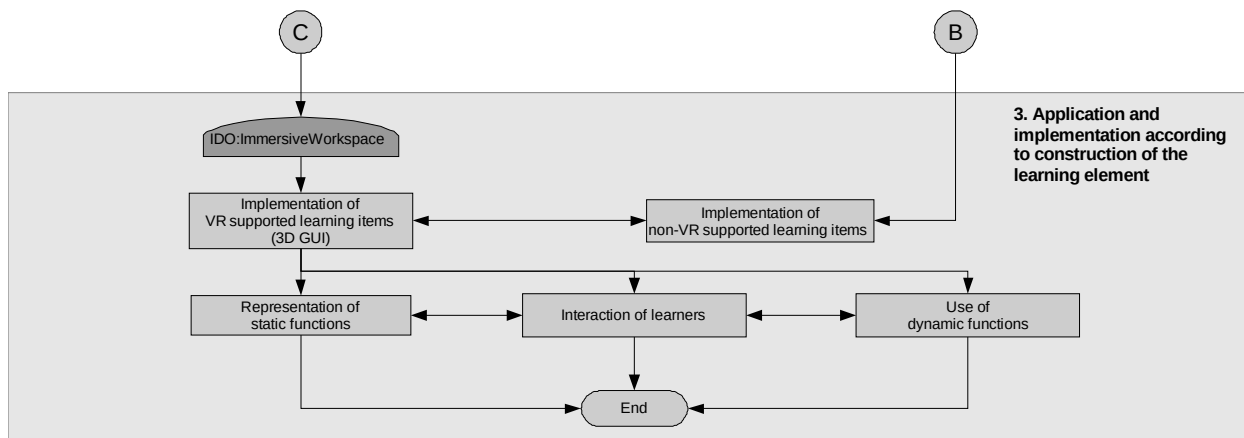 C
B
3. Application and
implementation according
to construction of the
learning element
IDO:ImmersiveWorkspace
Implementation of
VR supported learning items
(3D GUI)
Implementation of
non-VR supported learning items
Representation of
static functions
Interaction of learners
Use of
dynamic functions
End